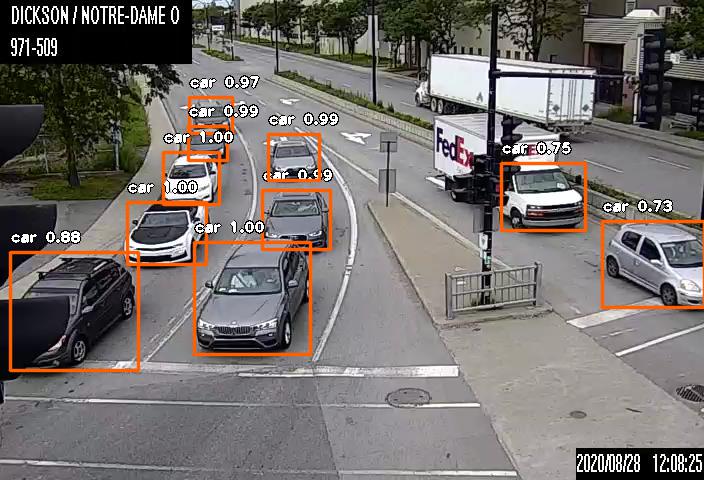 DICKSON / NOTRE-DAME O
971-509
car 0.97
car 0.99
car 1.00
car 0.99
car 0.75
car 1.00
car 0.99
car 0.73
car 1.00
car 0.88
FedEx
2020/08/28 12:08:25